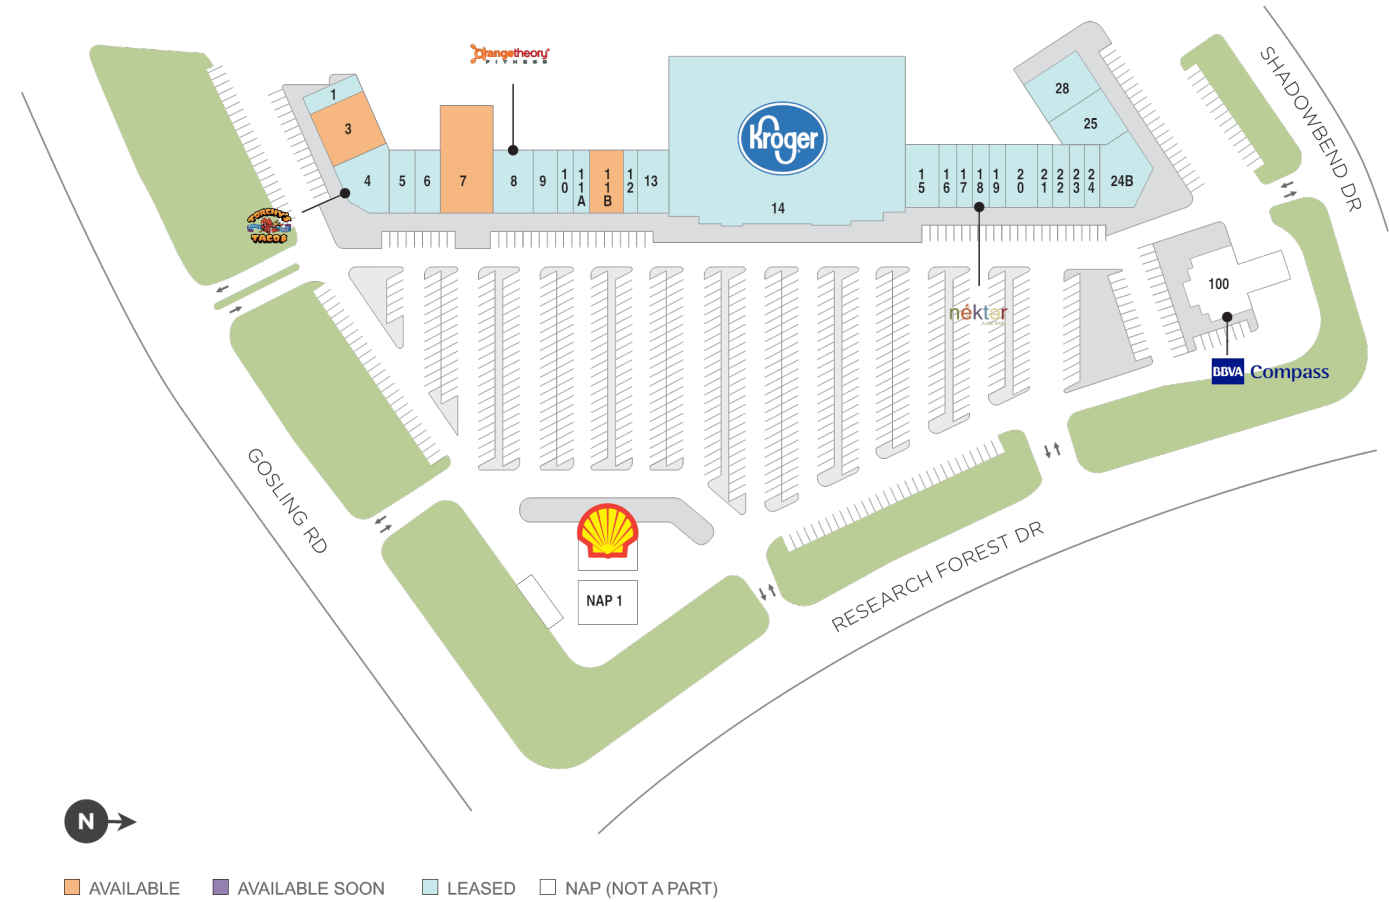 orangetheory
FITNESS
SHADOWBEND DR
1
3
28
25
Kroger
4
5
6
7
8
9
10
11A
11B
12
13
14
15
16
17
18
19
20
21
22
23
24
24B
TORCHY'S
TACOS
100
nékter
BBVA Compass
GOSLING RD
RESEARCH FOREST DR
NAP 1
N
AVAILABLE
AVAILABLE SOON
LEASED
NAP (NOT A PART)